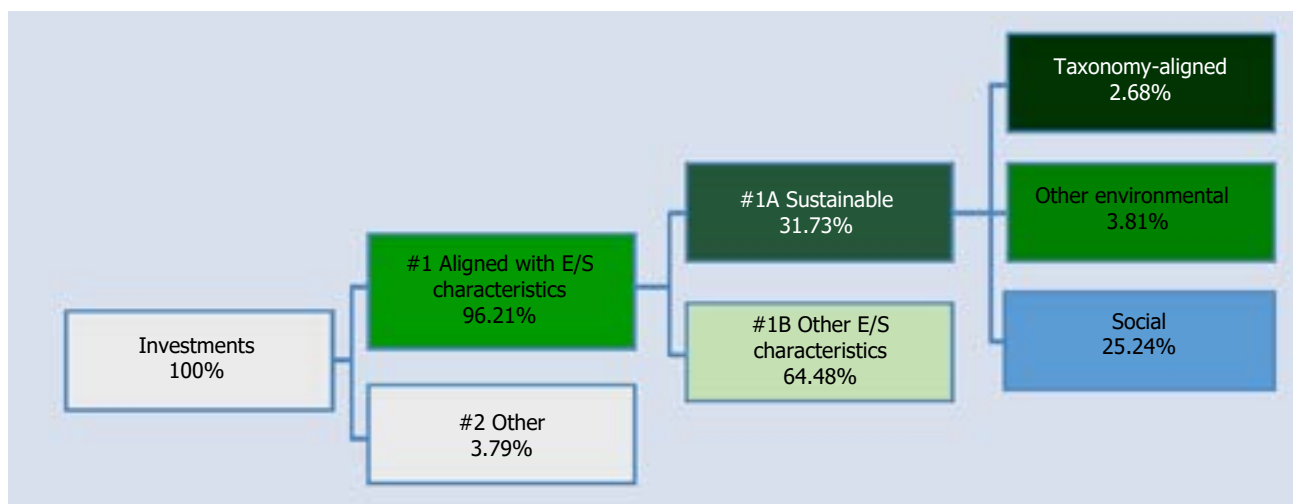 Investments
100%
#1 Aligned with E/S
characteristics
96.21%
#2 Other
3.79%
#1A Sustainable
31.73%
#1B Other E/S
characteristics
64.48%
Taxonomy-aligned
2.68%
Other environmental
3.81%
Social
25.24%